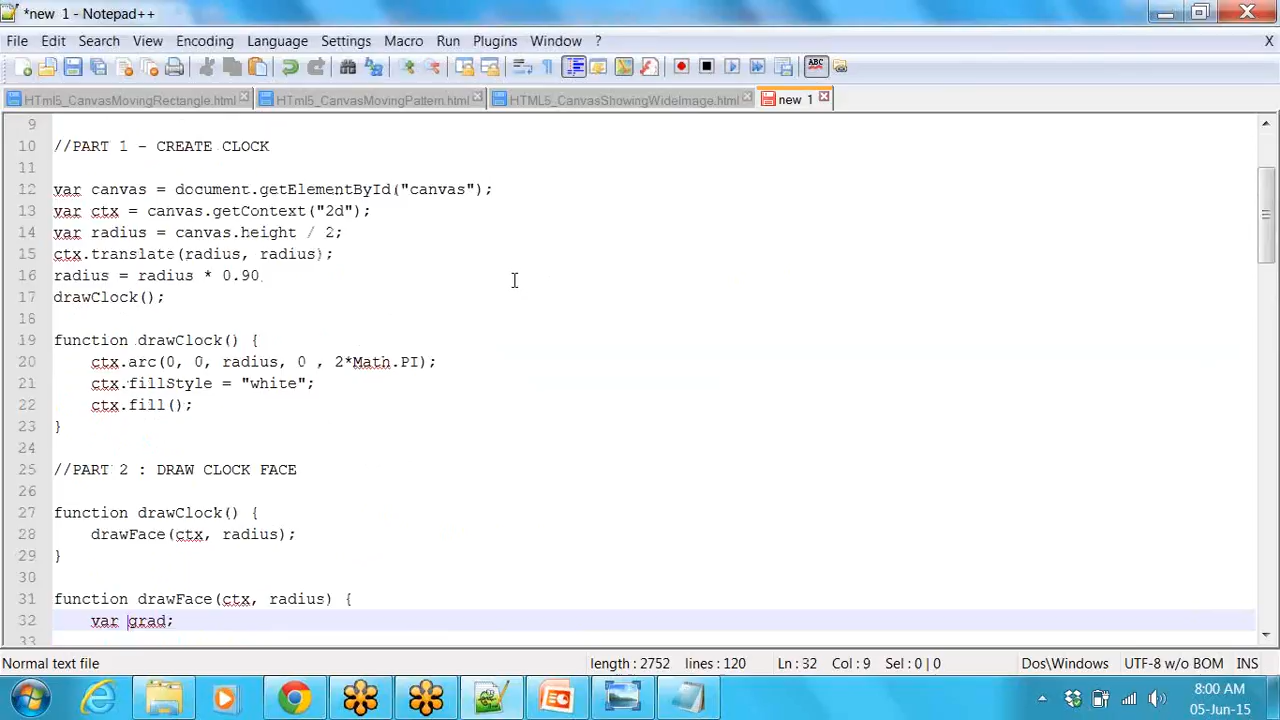 *new 1 - Notepad++
File Edit Search View Encoding Language Settings Macro Run Plugins Window ? X
ABC
HTml5_CanvasMovingRectangle.html HTml5_CanvasMovingPattern.html HTML5_CanvasShowingWideImage.html new 1
9
10 //PART 1 - CREATE CLOCK
11
12 var canvas = document.getElementById("canvas");
13 var ctx = canvas.getContext("2d");
14 var radius = canvas.height / 2;
15 ctx.translate(radius, radius);
16 radius = radius * 0.90
17 drawClock();
18
19 function drawClock() {
20 ctx.arc(0, 0, radius, 0 , 2*Math.PI);
21 ctx.fillStyle = "white";
22 ctx.fill();
23 }
24
25 //PART 2 : DRAW CLOCK FACE
26
27 function drawClock() {
28 drawFace(ctx, radius);
29 }
30
31 function drawFace(ctx, radius) {
32 var grad;
33
Normal text file length : 2752 lines : 120 Ln : 32 Col : 9 Sel : 0 | 0 Dos\Windows UTF-8 w/o BOM INS
8:00 AM
05-Jun-15